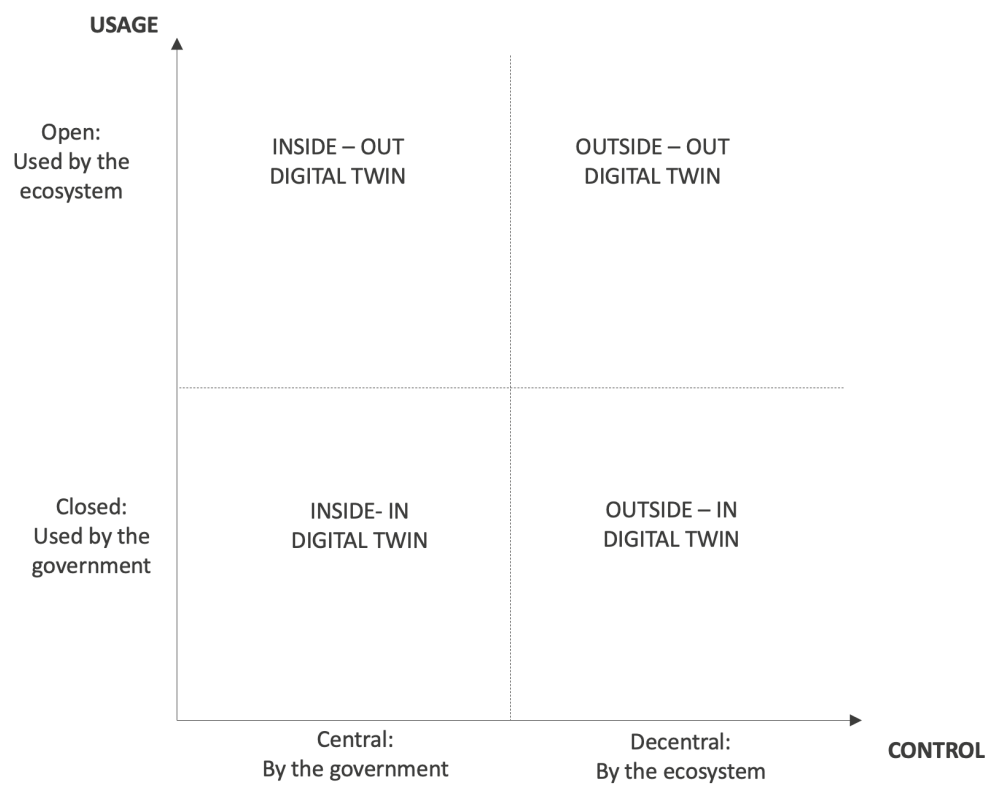 USAGE
Open:
Used by the
ecosystem
INSIDE – OUT
DIGITAL TWIN
OUTSIDE – OUT
DIGITAL TWIN
Closed:
Used by the
government
INSIDE- IN
DIGITAL TWIN
OUTSIDE – IN
DIGITAL TWIN
Central:
By the government
Decentral:
By the ecosystem
CONTROL